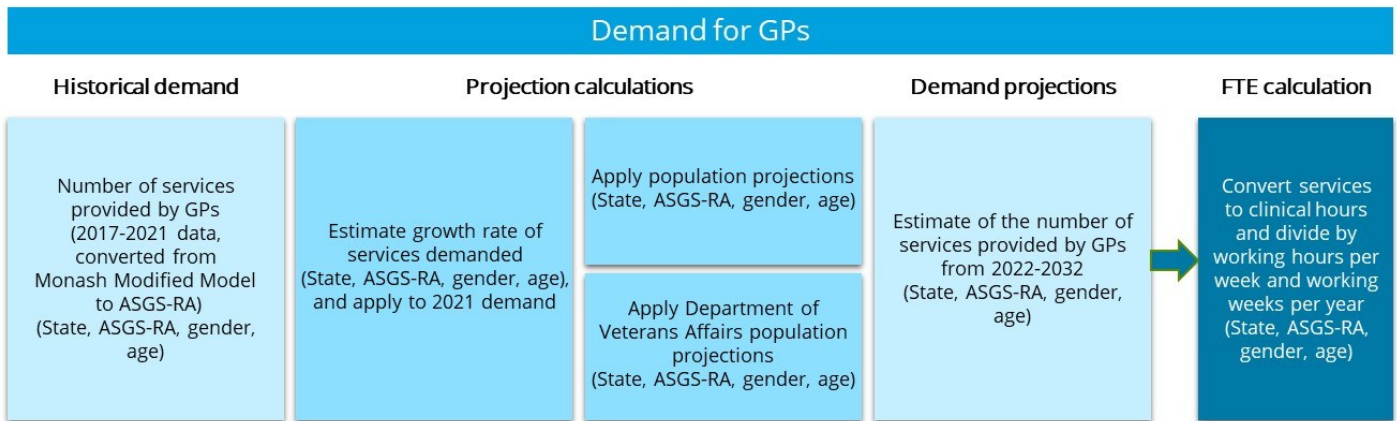 Demand for GPs
Historical demand
Projection calculations
Demand projections
FTE calculation
Number of services
provided by GPs
(2017-2021 data,
converted from
Monash Modified Model
to ASGS-RA)
(State, ASGS-RA, gender,
age)
Estimate growth rate of
services demanded
(State, ASGS-RA, gender, age),
and apply to 2021 demand
Apply population projections
(State, ASGS-RA, gender, age)
Apply Department of
Veterans Affairs population
projections
(State, ASGS-RA, gender, age)
Estimate of the number of
services provided by GPs
from 2022-2032
(State, ASGS-RA, gender,
age)
Convert services
to clinical hours
and divide by
working hours per
week and working
weeks per year
(State, ASGS-RA,
gender, age)